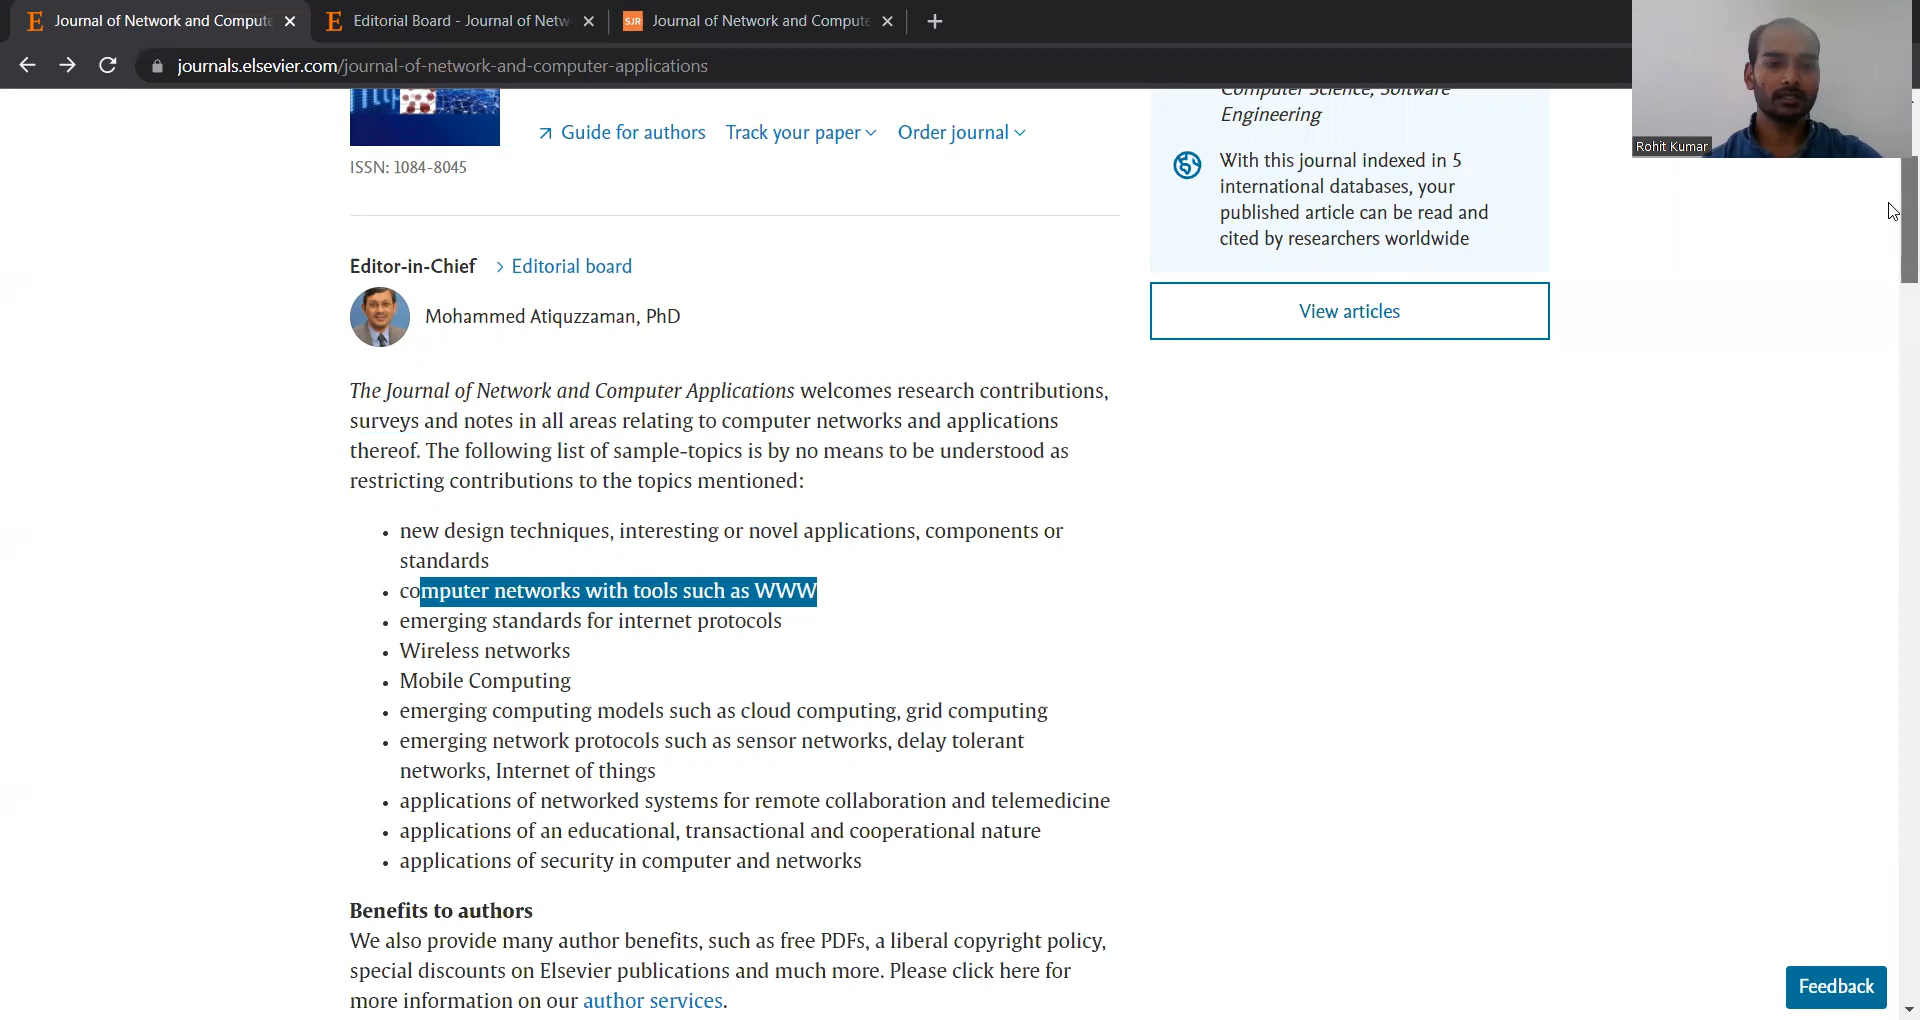 Journal of Network and Compute
Editorial Board - Journal of Netw
SJR
Journal of Network and Compute
journals.elsevier.com/journal-of-network-and-computer-applications
Rohit Kumar
Computer Science, Software
Engineering
Guide for authors
Track your paper
Order journal
ISSN: 1084-8045
With this journal indexed in 5
international databases, your
published article can be read and
cited by researchers worldwide
View articles
Editor-in-Chief > Editorial board
Mohammed Atiquzzaman, PhD
The Journal of Network and Computer Applications welcomes research contributions,
surveys and notes in all areas relating to computer networks and applications
thereof. The following list of sample-topics is by no means to be understood as
restricting contributions to the topics mentioned:
• new design techniques, interesting or novel applications, components or
standards
• computer networks with tools such as WWW
• emerging standards for internet protocols
• Wireless networks
• Mobile Computing
• emerging computing models such as cloud computing, grid computing
• emerging network protocols such as sensor networks, delay tolerant
networks, Internet of things
• applications of networked systems for remote collaboration and telemedicine
• applications of an educational, transactional and cooperational nature
• applications of security in computer and networks
Benefits to authors
We also provide many author benefits, such as free PDFs, a liberal copyright policy,
special discounts on Elsevier publications and much more. Please click here for
more information on our author services.
Feedback